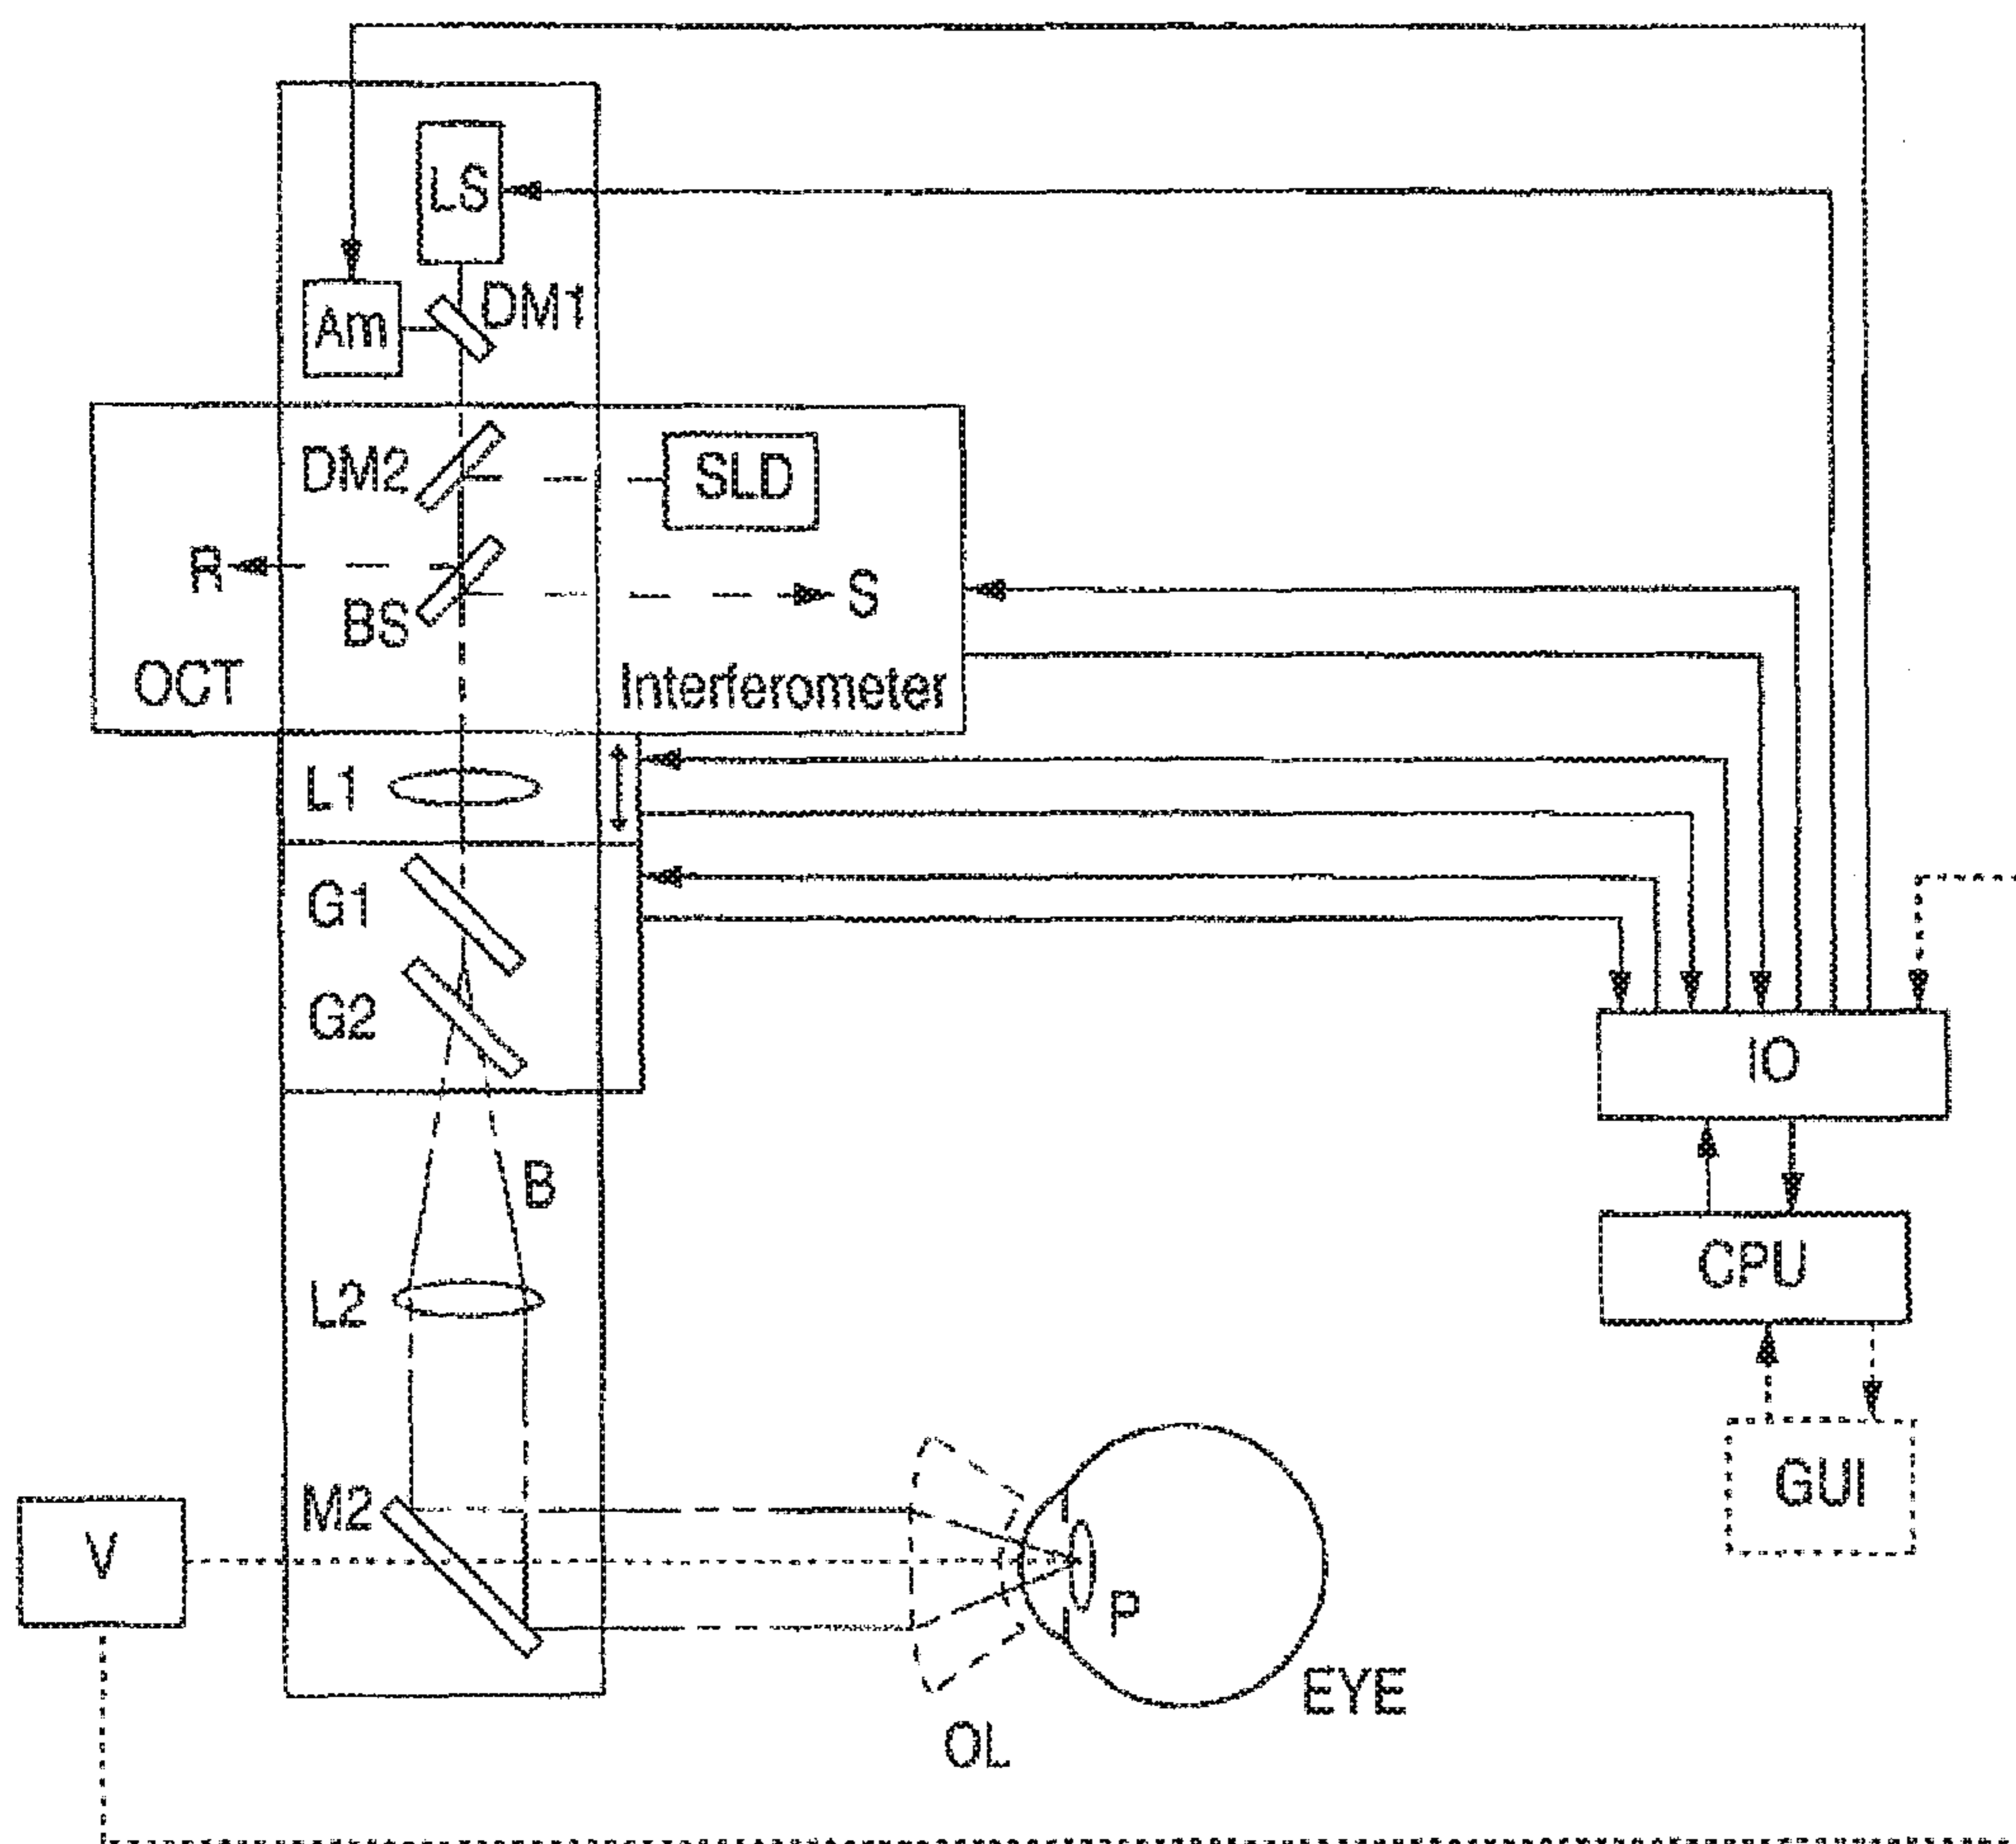 LS
Am
DM1
DM2
SLD
R
S
BS
OCT
Interferometer
L1
G1
G2
IO
B
CPU
L2
GUI
M2
V
P
EYE
OL